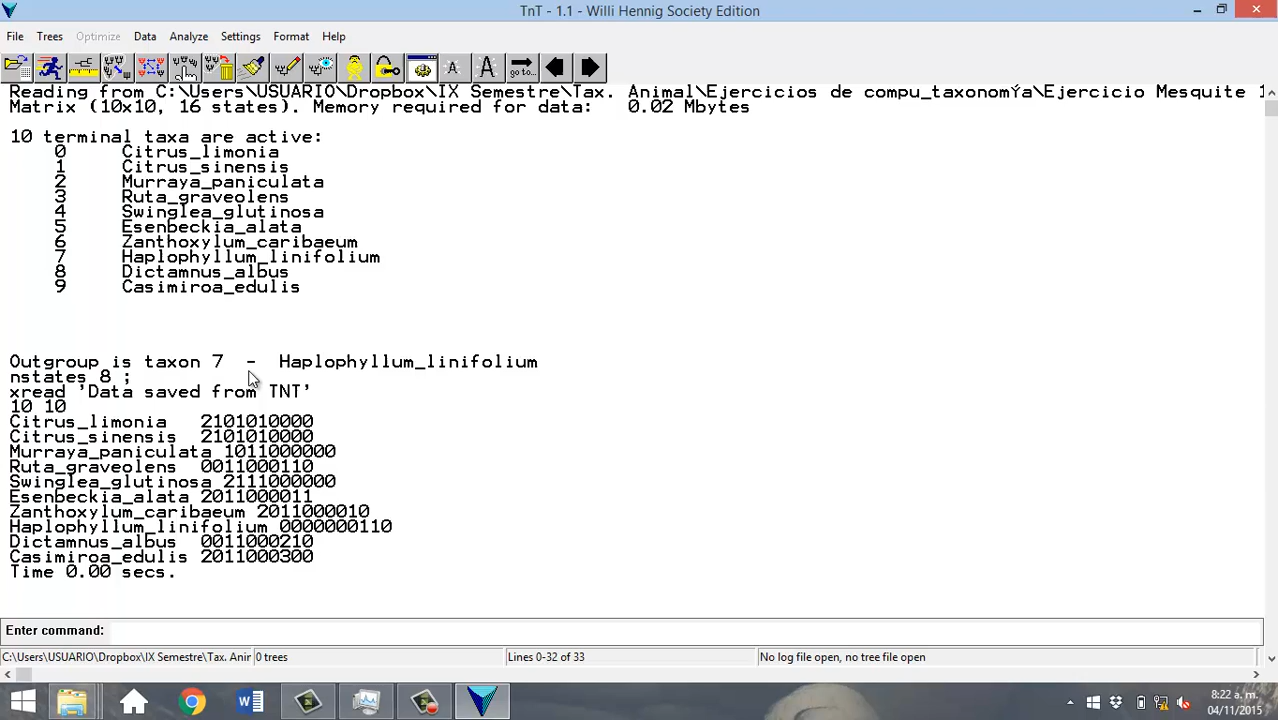 TnT - 1.1 - Willi Hennig Society Edition
File Trees Optimize Data Analyze Settings Format Help
A A go to...
Reading from C:\Users\USUARIO\Dropbox\IX Semestre\Tax. Animal\Ejercicios de compu_taxonomÝa\Ejercicio Mesquite 1
Matrix (10x10, 16 states). Memory required for data: 0.02 Mbytes
10 terminal taxa are active:
0 Citrus_limonia
1 Citrus_sinensis
2 Murraya_paniculata
3 Ruta_graveolens
4 Swinglea_glutinosa
5 Esenbeckia_alata
6 Zanthoxylum_caribaeum
7 Haplophyllum_linifolium
8 Dictamnus_albus
9 Casimiroa_edulis
Outgroup is taxon 7 - Haplophyllum_linifolium
nstates 8 ;
xread 'Data saved from TNT'
10 10
Citrus_limonia 2101010000
Citrus_sinensis 2101010000
Murraya_paniculata 1011000000
Ruta_graveolens 0011000110
Swinglea_glutinosa 2111000000
Esenbeckia_alata 2011000011
Zanthoxylum_caribaeum 2011000010
Haplophyllum_linifolium 0000000110
Dictamnus_albus 0011000210
Casimiroa_edulis 2011000300
Time 0.00 secs.
Enter command:
C:\Users\USUARIO\Dropbox\IX Semestre\Tax. Anir 0 trees Lines 0-32 of 33 No log file open, no tree file open
8:22 a. m.
04/11/2015